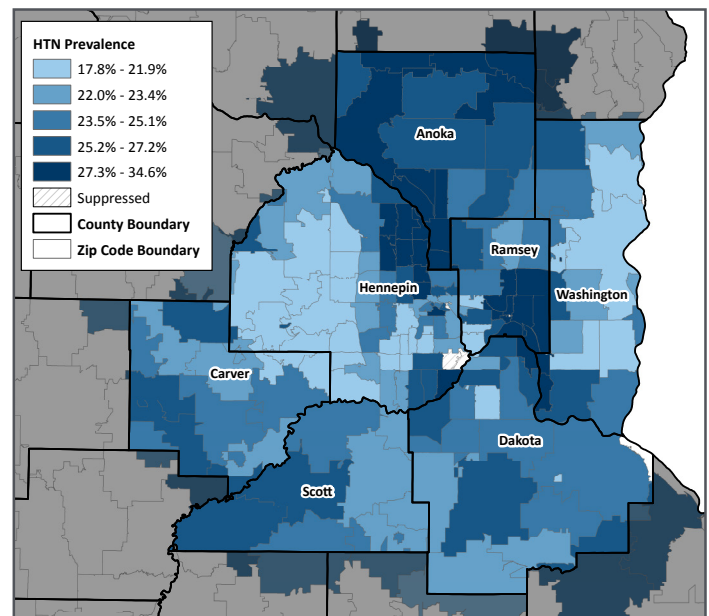 HTN Prevalence
17.8% - 21.9%
22.0% - 23.4%
23.5% - 25.1%
25.2% - 27.2%
27.3% - 34.6%
Suppressed
County Boundary
Zip Code Boundary
Anoka
Ramsey
Hennepin
Washington
Carver
Dakota
Scott